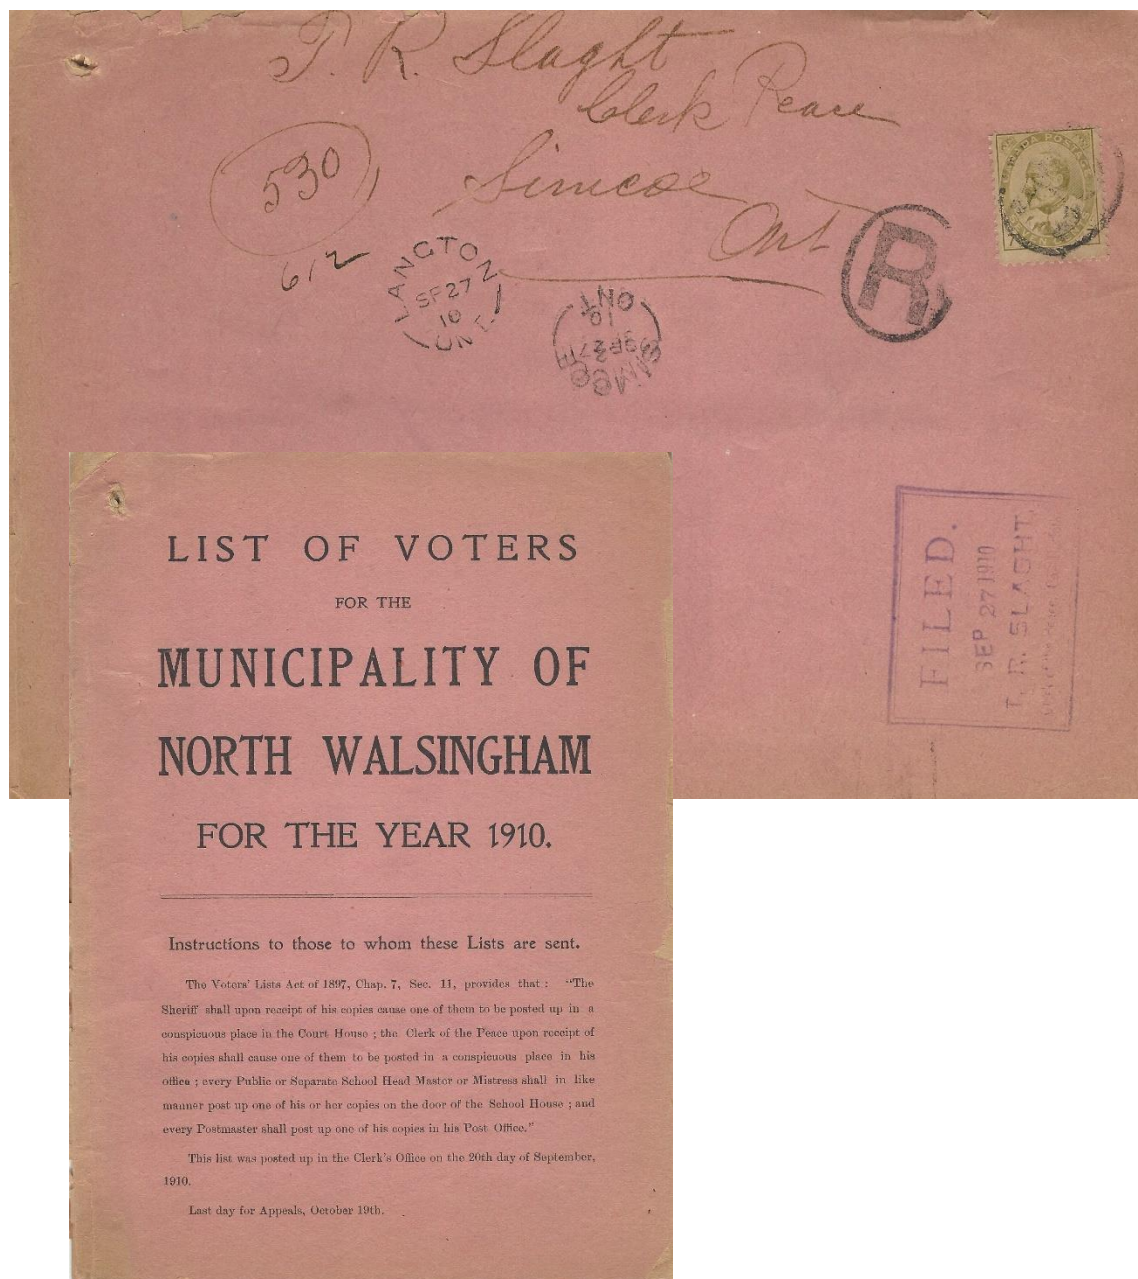 T. R. Slaght
Clerk Peace
Simcoe
Ont
530
612
CANADA POSTAGE
LANGTON
SP 27
10
ONT.
R
SIMCOE
SP 27
10
ONT
FILED.
SEP 27 1910
T. R. SLAGHT,
LIST OF VOTERS
FOR THE
MUNICIPALITY OF
NORTH WALSINGHAM
FOR THE YEAR 1910.
Instructions to those to whom these Lists are sent.
The Voters' Lists Act of 1897, Chap. 7, Sec. 11, provides that : "The
Sheriff shall upon receipt of his copies cause one of them to be posted up in a
conspicuous place in the Court House ; the Clerk of the Peace upon receipt of
his copies shall cause one of them to be posted in a conspicuous place in his
office ; every Public or Separate School Head Master or Mistress shall in like
manner post up one of his or her copies on the door of the School House ; and
every Postmaster shall post up one of his copies in his Post Office."
This list was posted up in the Clerk's Office on the 20th day of September,
1910.
Last day for Appeals, October 19th.